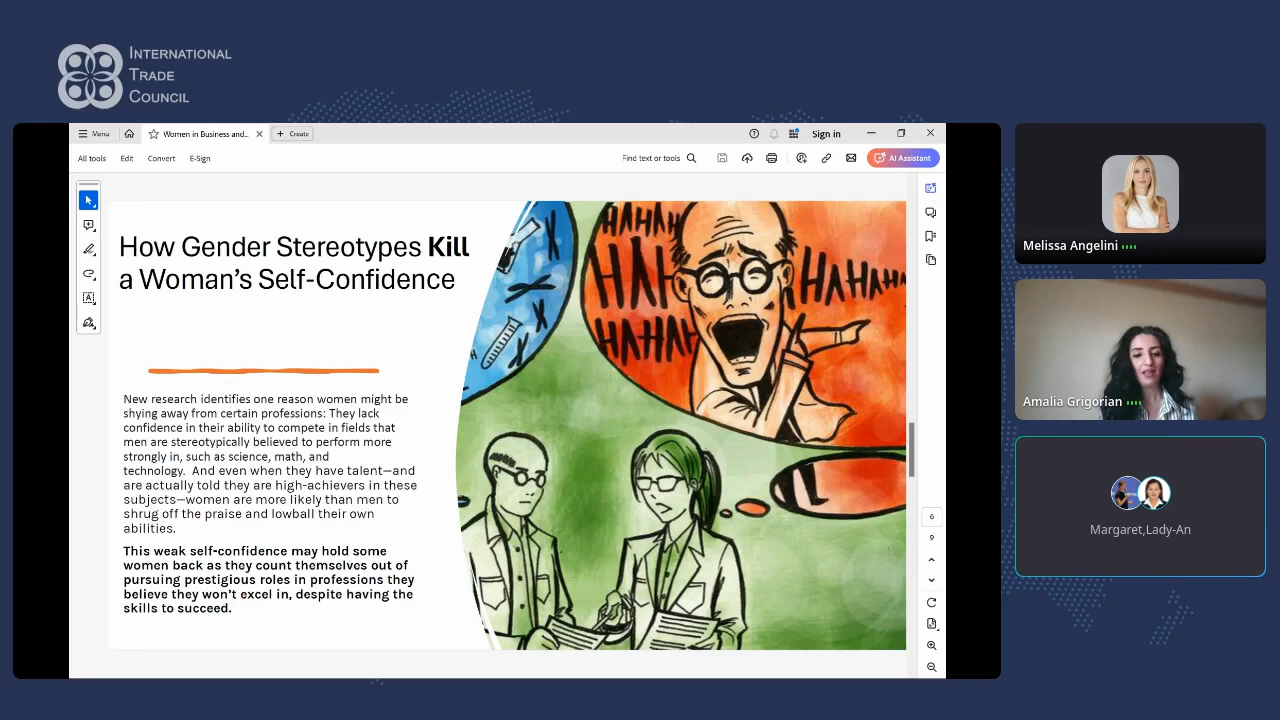 INTERNATIONAL
TRADE
COUNCIL
Menu
Women in Business and...
Create
Sign in
All tools
Edit
Convert
E-Sign
Find text or tools
AI Assistant
How Gender Stereotypes Kill
a Woman's Self-Confidence
New research identifies one reason women might be
shying away from certain professions: They lack
confidence in their ability to compete in fields that
men are stereotypically believed to perform more
strongly in, such as science, math, and
technology. And even when they have talent—and
are actually told they are high-achievers in these
subjects—women are more likely than men to
shrug off the praise and lowball their own
abilities.
This weak self-confidence may hold some
women back as they count themselves out of
pursuing prestigious roles in professions they
believe they won't excel in, despite having the
skills to succeed.
HAHAH
HAH
HAHAH
HAHAHA
6
9
Melissa Angelini
Amalia Grigorian
Margaret,Lady-An